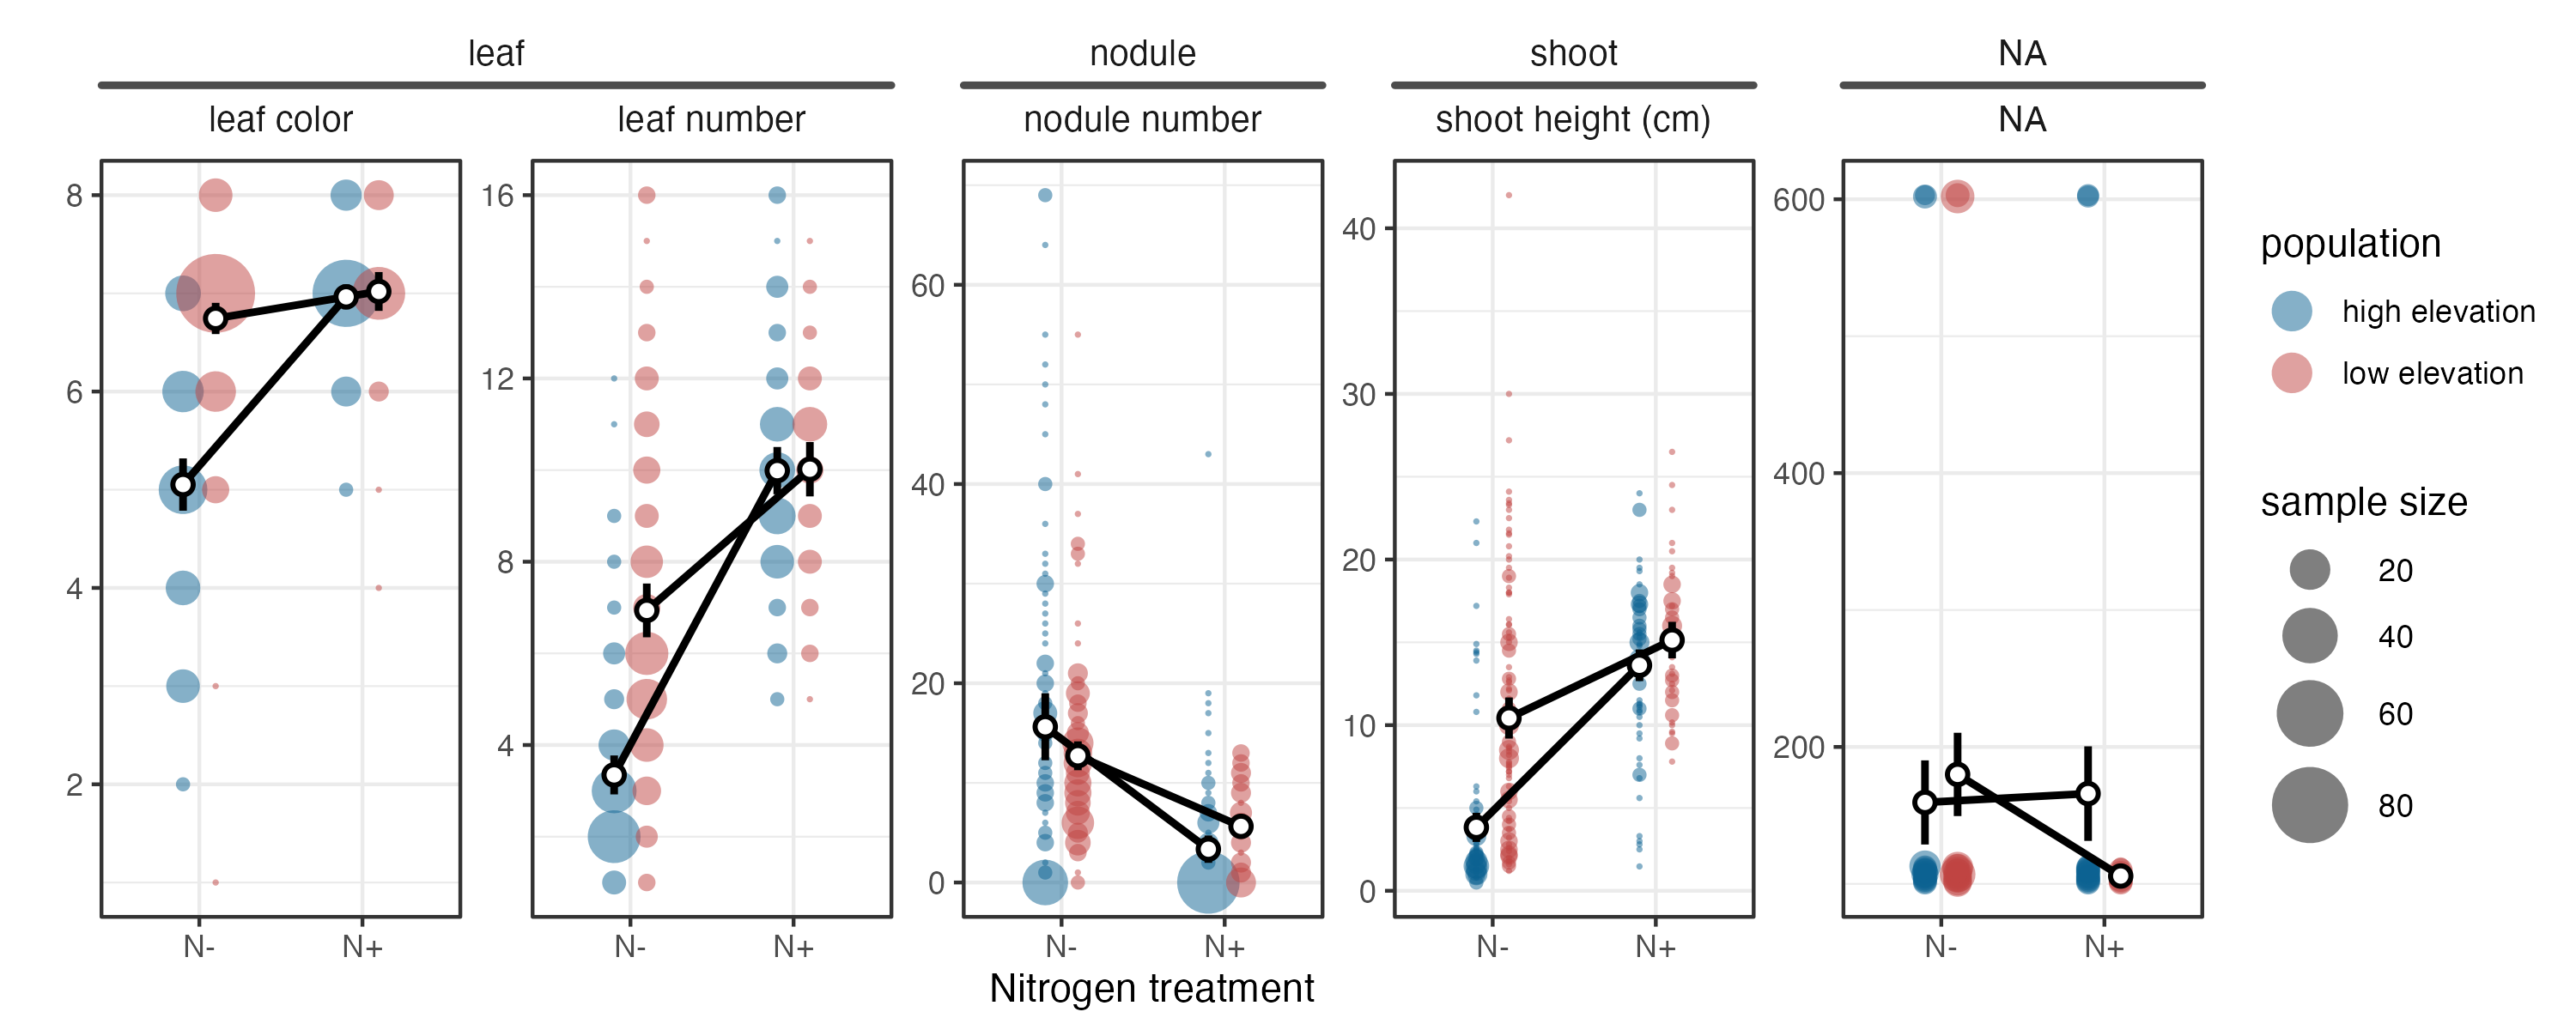 leaf
nodule
shoot
NA
leaf color
leaf number
nodule number
shoot height (cm)
NA
8
6
4
2
N-
N+
16
12
8
4
N-
N+
60
40
20
0
N-
N+
40
30
20
10
0
N-
N+
600
400
200
N-
N+
Nitrogen treatment
population
high elevation
low elevation
sample size
20
40
60
80